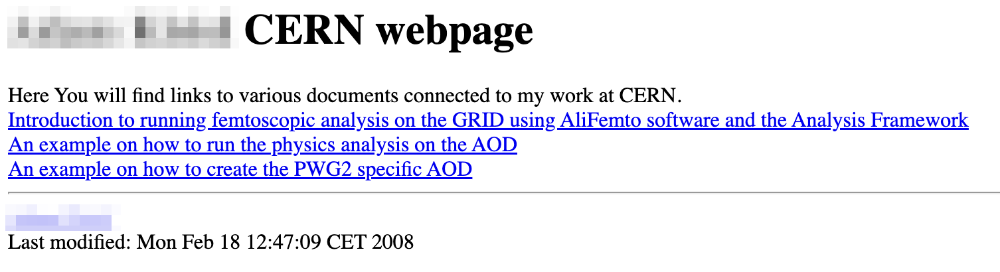 CERN webpage
Here You will find links to various documents connected to my work at CERN.
Introduction to running femtoscopic analysis on the GRID using AliFemto software and the Analysis Framework
An example on how to run the physics analysis on the AOD
An example on how to create the PWG2 specific AOD
Last modified: Mon Feb 18 12:47:09 CET 2008